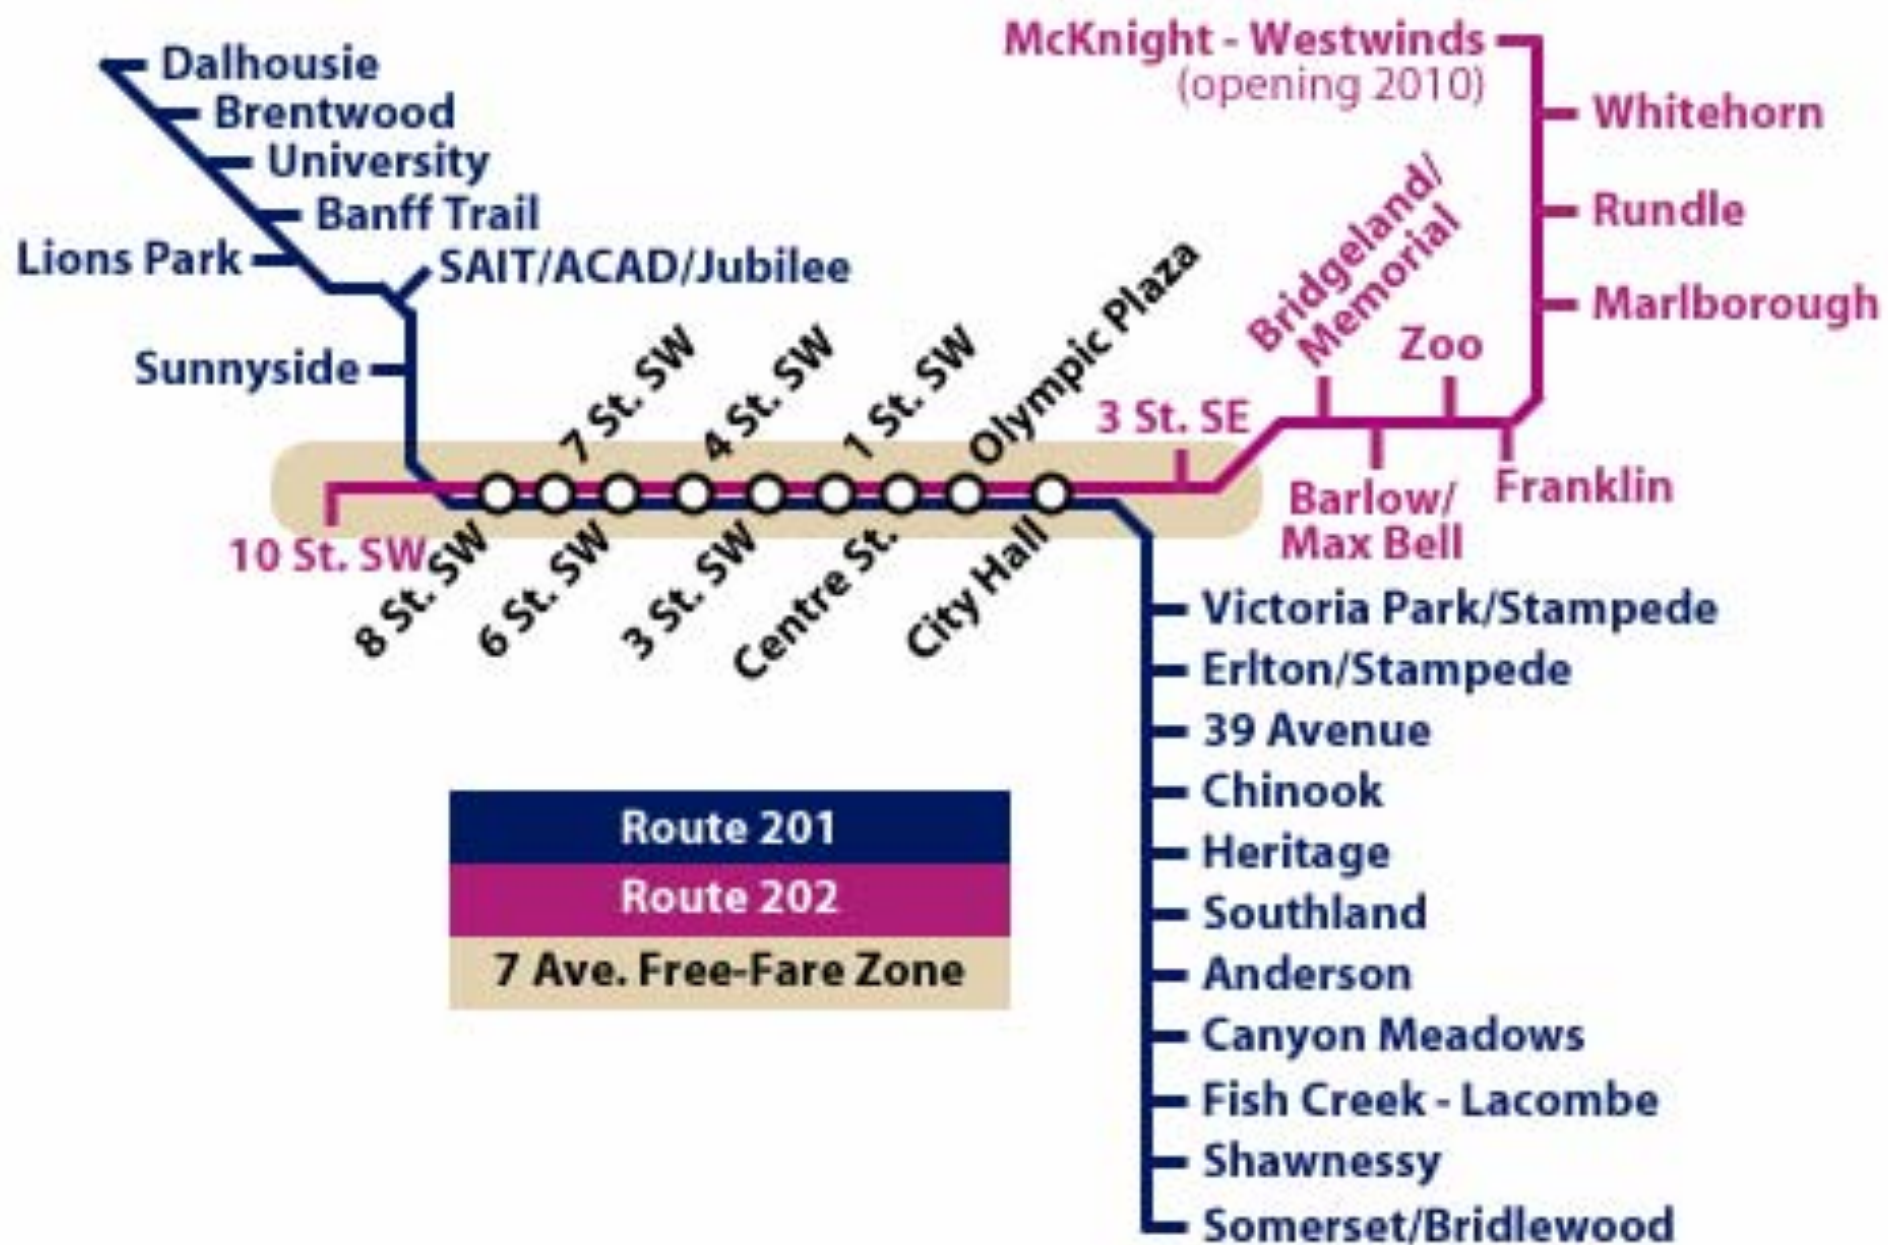 Dalhousie
Brentwood
University
Banff Trail
Lions Park
SAIT/ACAD/Jubilee
Sunnyside
McKnight - Westwinds
(opening 2010)
Whitehorn
Rundle
Marlborough
Bridgeland/
Memorial
Zoo
Barlow/
Max Bell
Franklin
3 St. SE
10 St. SW
8 St. SW
7 St. SW
6 St. SW
4 St. SW
3 St. SW
1 St. SW
Centre St.
Olympic Plaza
City Hall
Victoria Park/Stampede
Erlton/Stampede
39 Avenue
Chinook
Heritage
Southland
Anderson
Canyon Meadows
Fish Creek - Lacombe
Shawnessy
Somerset/Bridlewood
Route 201
Route 202
7 Ave. Free-Fare Zone